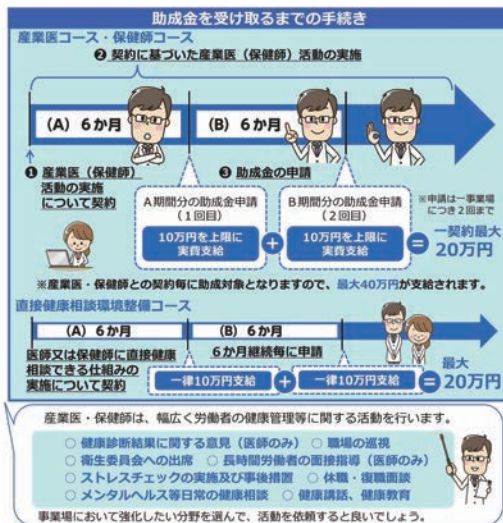 助成金を受け取るまでの手続き
産業医コース・保健師コース
❷ 契約に基づいた産業医（保健師）活動の実施
(A) 6か月
(B) 6か月
❶ 産業医（保健師）
活動の実施
について契約
❸ 助成金の申請
A期間分の助成金申請
（1回目）
10万円を上限に
実費支給
+
B期間分の助成金申請
（2回目）
10万円を上限に
実費支給
※申請は一事業場
につき2回まで
=
一契約最大
20万円
※産業医・保健師との契約毎に助成対象となりますので、最大40万円が支給されます。
直接健康相談環境整備コース
(A) 6か月
(B) 6か月
医師又は保健師に直接健康
相談できる仕組みの
実施について契約
6か月継続毎に申請
一律10万円支給
+
一律10万円支給
=
最大
20万円
産業医・保健師は、幅広く労働者の健康管理等に関する活動を行います。
○ 健康診断結果に関する意見（医師のみ） ○ 職場の巡視
○ 衛生委員会への出席 ○ 長時間労働者の面接指導（医師のみ）
○ ストレスチェックの実施及び事後措置 ○ 休職・復職面談
○ メンタルヘルス等日常の健康相談 ○ 健康講話、健康教育
事業場において強化したい分野を選んで、活動を依頼すると良いでしょう。